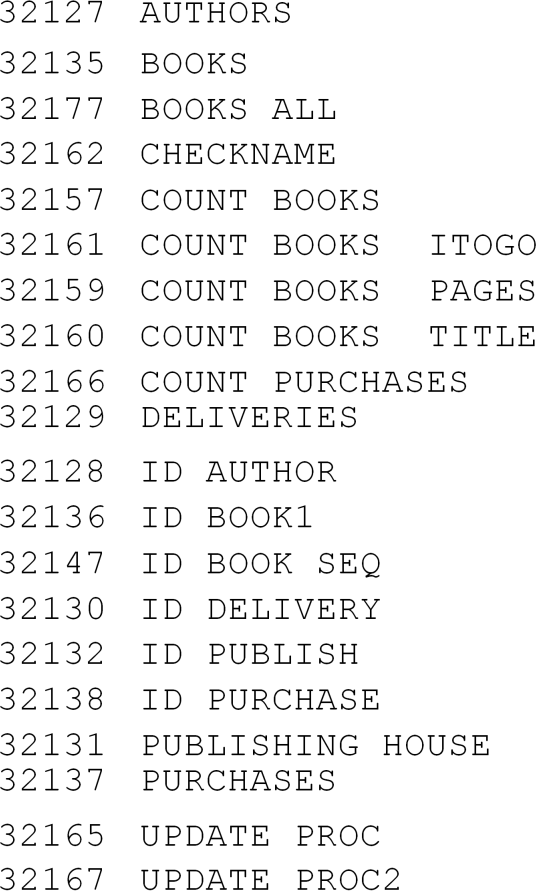 32127 AUTHORS
32135 BOOKS
32177 BOOKS ALL
32162 CHECKNAME
32157 COUNT BOOKS
32161 COUNT BOOKS ITOGO
32159 COUNT BOOKS PAGES
32160 COUNT BOOKS TITLE
32166 COUNT PURCHASES
32129 DELIVERIES
32128 ID AUTHOR
32136 ID BOOK1
32147 ID BOOK SEQ
32130 ID DELIVERY
32132 ID PUBLISH
32138 ID PURCHASE
32131 PUBLISHING HOUSE
32137 PURCHASES
32165 UPDATE PROC
32167 UPDATE PROC2